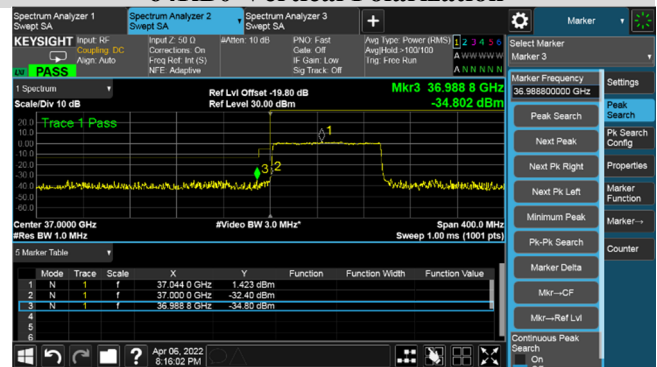 Spectrum Analyzer 1
Swept SA
Spectrum Analyzer 2
Swept SA
Spectrum Analyzer 3
Swept SA
+
Marker
KEYSIGHT
Input: RF
Coupling: DC
Align: Auto
Input Z: 50 Ω
Corrections: On
Freq Ref: Int (S)
NFE: Adaptive
#Atten: 10 dB
PNO: Fast
Gate: Off
IF Gain: Low
Sig Track: Off
Avg Type: Power (RMS)
Avg|Hold:>100/100
Trig: Free Run
1 2 3 4 5 6
A W W W W W
A N N N N N
LXI
PASS
Select Marker
Marker 3
1 Spectrum
Scale/Div 10 dB
Ref Lvl Offset -19.80 dB
Ref Level 30.00 dBm
Mkr3 36.988 8 GHz
-34.802 dBm
Trace 1 Pass
20.0
10.0
0.00
-10.0
-20.0
-30.0
-40.0
-50.0
-60.0
1
3
2
Center 37.0000 GHz
#Res BW 1.0 MHz
#Video BW 3.0 MHz*
Span 400.0 MHz
Sweep 1.00 ms (1001 pts)
5 Marker Table
Mode Trace Scale X Y Function Function Width Function Value
1 N 1 f 37.044 0 GHz 1.423 dBm
2 N 1 f 37.000 0 GHz -32.40 dBm
3 N 1 f 36.988 8 GHz -34.80 dBm
4
5
6
Marker Frequency
36.988800000 GHz
Peak Search
Next Peak
Next Pk Right
Next Pk Left
Minimum Peak
Pk-Pk Search
Marker Delta
Mkr→CF
Mkr→Ref Lvl
Continuous Peak
Search
On
Settings
Peak
Search
Pk Search
Config
Properties
Marker
Function
Marker→
Counter
?
Apr 06, 2022
8:16:02 PM